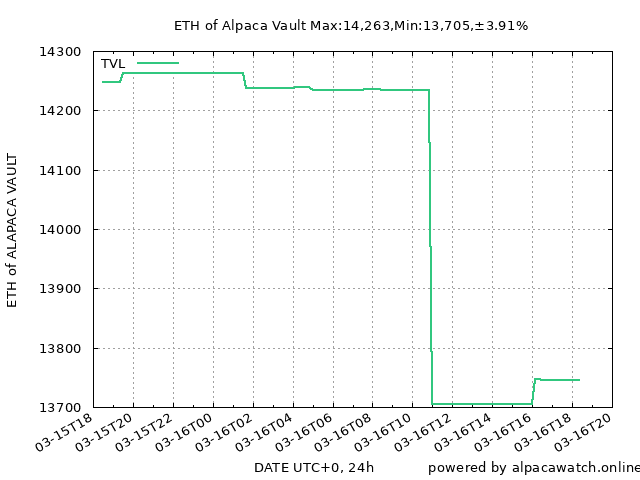 ETH of Alpaca Vault Max:14,263,Min:13,705,±3.91%
TVL
14300
14200
14100
14000
13900
13800
13700
ETH of ALAPACA VAULT
03-15T18
03-15T20
03-15T22
03-16T00
03-16T02
03-16T04
03-16T06
03-16T08
03-16T10
03-16T12
03-16T14
03-16T16
03-16T18
03-16T20
DATE UTC+0, 24h
powered by alpacawatch.online